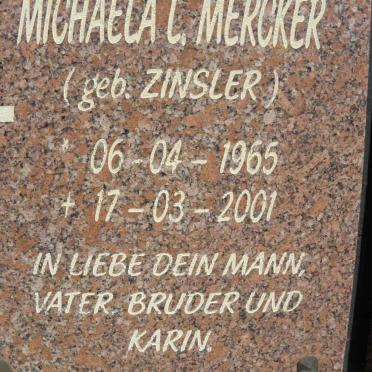 MICHAELA C. MERCKER
( geb. ZINSLER )
* 06 - 04 - 1965
+ 17 - 03 - 2001
IN LIEBE DEIN MANN,
VATER, BRUDER UND
KARIN.